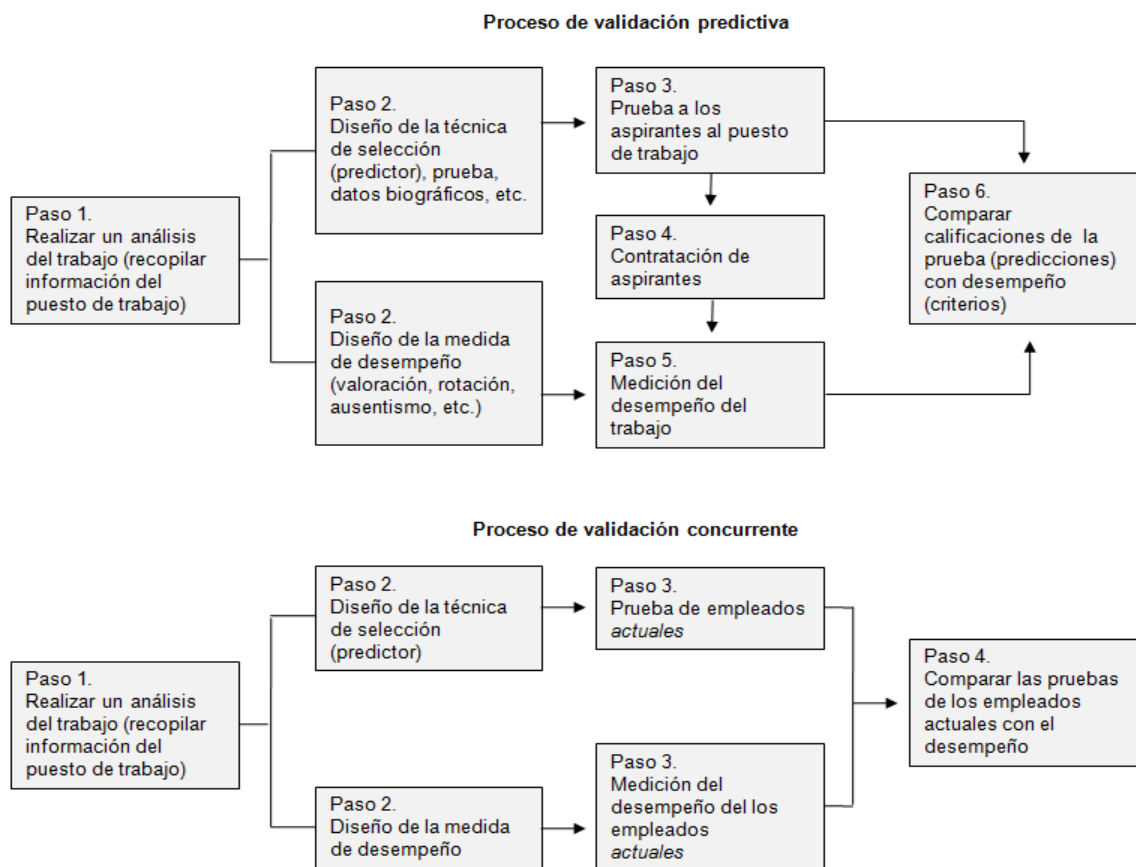 Proceso de validación predictiva
Paso 1.
Realizar un análisis
del trabajo (recopilar
información del
puesto de trabajo)
Paso 2.
Diseño de la técnica
de selección
(predictor), prueba,
datos biográficos, etc.
Paso 2.
Diseño de la medida
de desempeño
(valoración, rotación,
ausentismo, etc.)
Paso 3.
Prueba a los
aspirantes al puesto
de trabajo
Paso 4.
Contratación de
aspirantes
Paso 5.
Medición del
desempeño del
trabajo
Paso 6.
Comparar
calificaciones de la
prueba (predicciones)
con desempeño
(criterios)
Proceso de validación concurrente
Paso 1.
Realizar un análisis
del trabajo (recopilar
información del
puesto de trabajo)
Paso 2.
Diseño de la técnica
de selección
(predictor)
Paso 2.
Diseño de la medida
de desempeño
Paso 3.
Prueba de empleados
actuales
Paso 3.
Medición del
desempeño del los
empleados
actuales
Paso 4.
Comparar las pruebas
de los empleados
actuales con el
desempeño